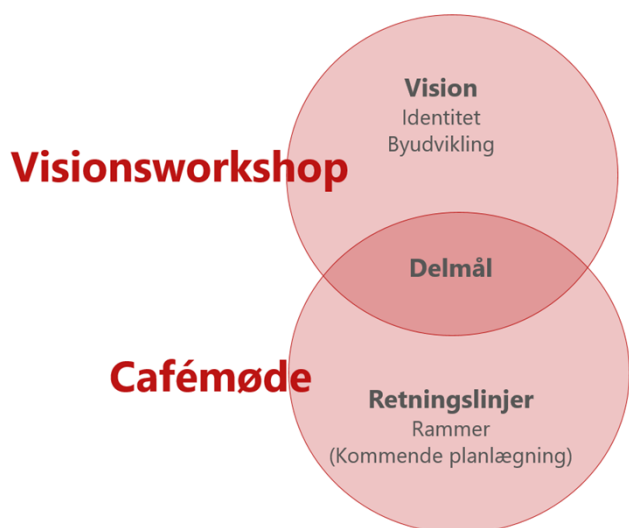 Vision
Identitet
Byudvikling
Visionsworkshop
Delmål
Cafémøde
Retningslinjer
Rammer
(Kommende planlægning)